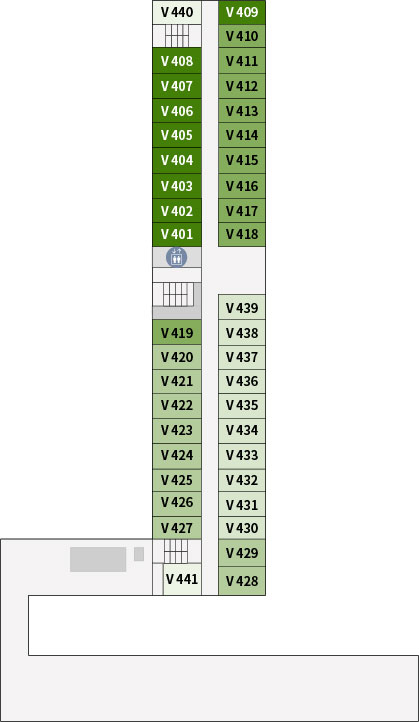 V 440
V 409
V 410
V 408
V 411
V 407
V 412
V 406
V 413
V 405
V 414
V 404
V 415
V 403
V 416
V 402
V 417
V 401
V 418
V 439
V 419
V 438
V 420
V 437
V 421
V 436
V 422
V 435
V 423
V 434
V 424
V 433
V 425
V 432
V 426
V 431
V 427
V 430
V 429
V 441
V 428